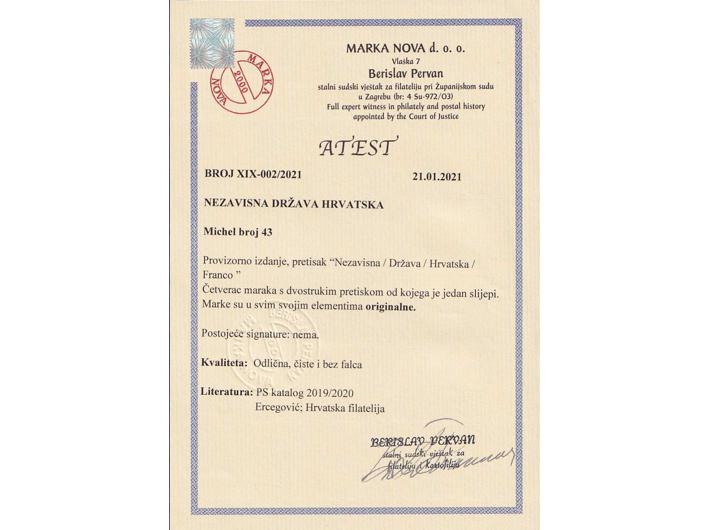 MARKA NOVA d. o. o.
Vlaška 7
Berislav Pervan
stalni sudski vještak za filateliju pri Županijskom sudu
u Zagrebu (br: 4 Su-972/03)
Full expert witness in philately and postal history
appointed by the Court of Justice
MARKA
2000
NOVA
ATEST
BROJ XIX-002/2021
21.01.2021
NEZAVISNA DRŽAVA HRVATSKA
Michel broj 43
Provizorno izdanje, pretisak “Nezavisna / Država / Hrvatska /
Franco ”
Četverac maraka s dvostrukim pretiskom od kojega je jedan slijepi.
Marke su u svim svojim elementima originalne.
Postojeće signature: nema.
Kvaliteta: Odlična, čiste i bez falca
Literatura: PS katalog 2019/2020
Ercegović; Hrvatska filatelija
BERISLAV PERVAN
stalni sudski vještak za
filateliju i kartofiliju